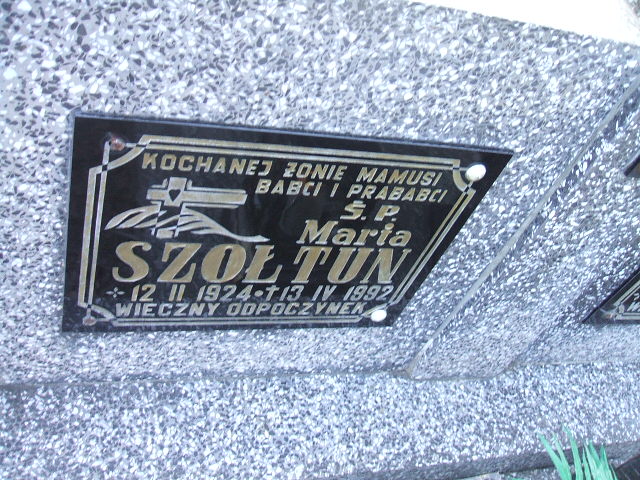 KOCHANEJ ŻONIE MAMUSI
BABCI I PRABABCI
Ś. P.
Maria
SZOŁTUN
12 II 1924 • † 13 IV 1992
WIECZNY ODPOCZYNEK